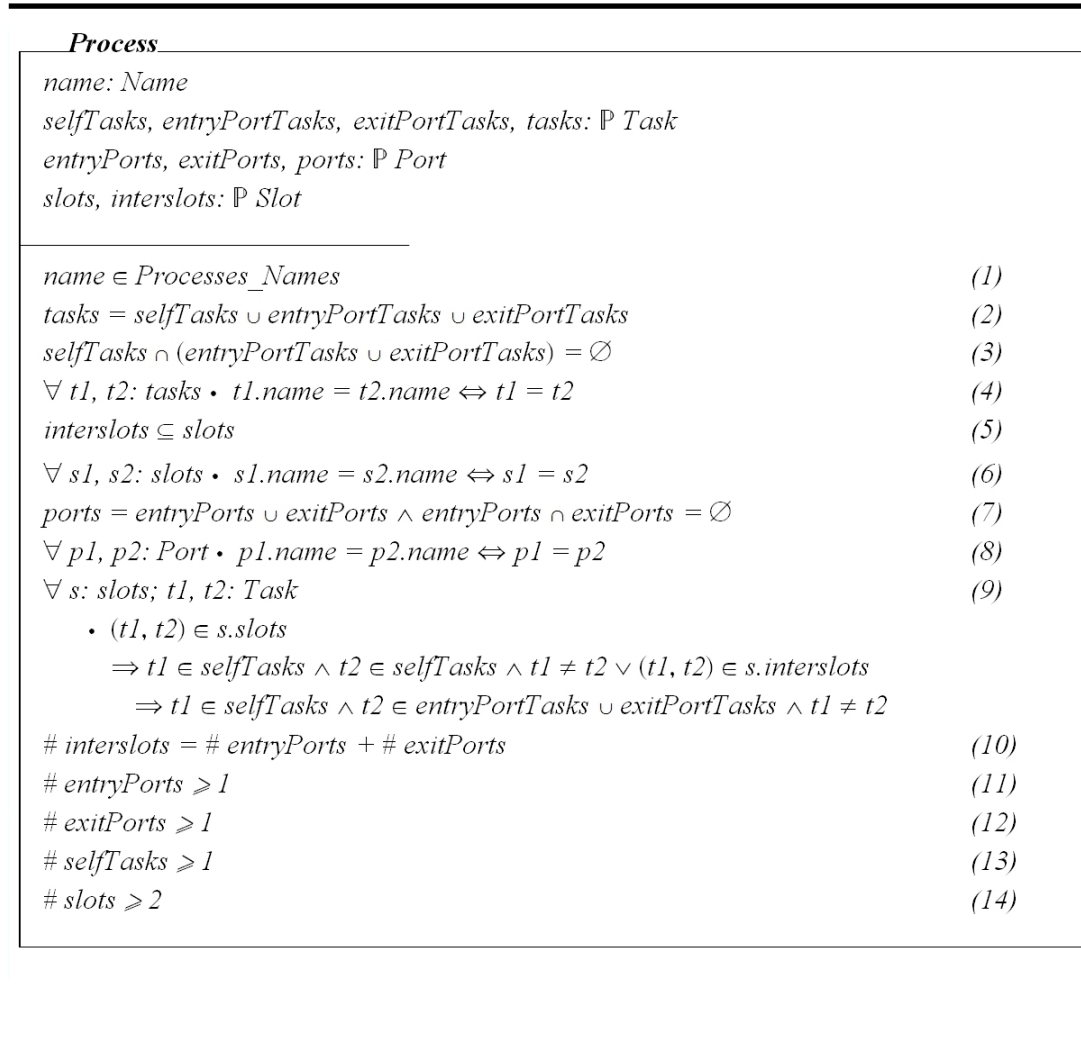 Process
name: Name
selfTasks, entryPortTasks, exitPortTasks, tasks: ℙ Task
entryPorts, exitPorts, ports: ℙ Port
slots, interslots: ℙ Slot
name ∈ Processes_Names (1)
tasks = selfTasks ∪ entryPortTasks ∪ exitPortTasks (2)
selfTasks ∩ (entryPortTasks ∪ exitPortTasks) = ∅ (3)
∀ t1, t2: tasks • t1.name = t2.name ⇔ t1 = t2 (4)
interslots ⊆ slots (5)
∀ s1, s2: slots • s1.name = s2.name ⇔ s1 = s2 (6)
ports = entryPorts ∪ exitPorts ∧ entryPorts ∩ exitPorts = ∅ (7)
∀ p1, p2: Port • p1.name = p2.name ⇔ p1 = p2 (8)
∀ s: slots; t1, t2: Task (9)
• (t1, t2) ∈ s.slots
⇒ t1 ∈ selfTasks ∧ t2 ∈ selfTasks ∧ t1 ≠ t2 ∨ (t1, t2) ∈ s.interslots
⇒ t1 ∈ selfTasks ∧ t2 ∈ entryPortTasks ∪ exitPortTasks ∧ t1 ≠ t2
# interslots = # entryPorts + # exitPorts (10)
# entryPorts ⩾ 1 (11)
# exitPorts ⩾ 1 (12)
# selfTasks ⩾ 1 (13)
# slots ⩾ 2 (14)